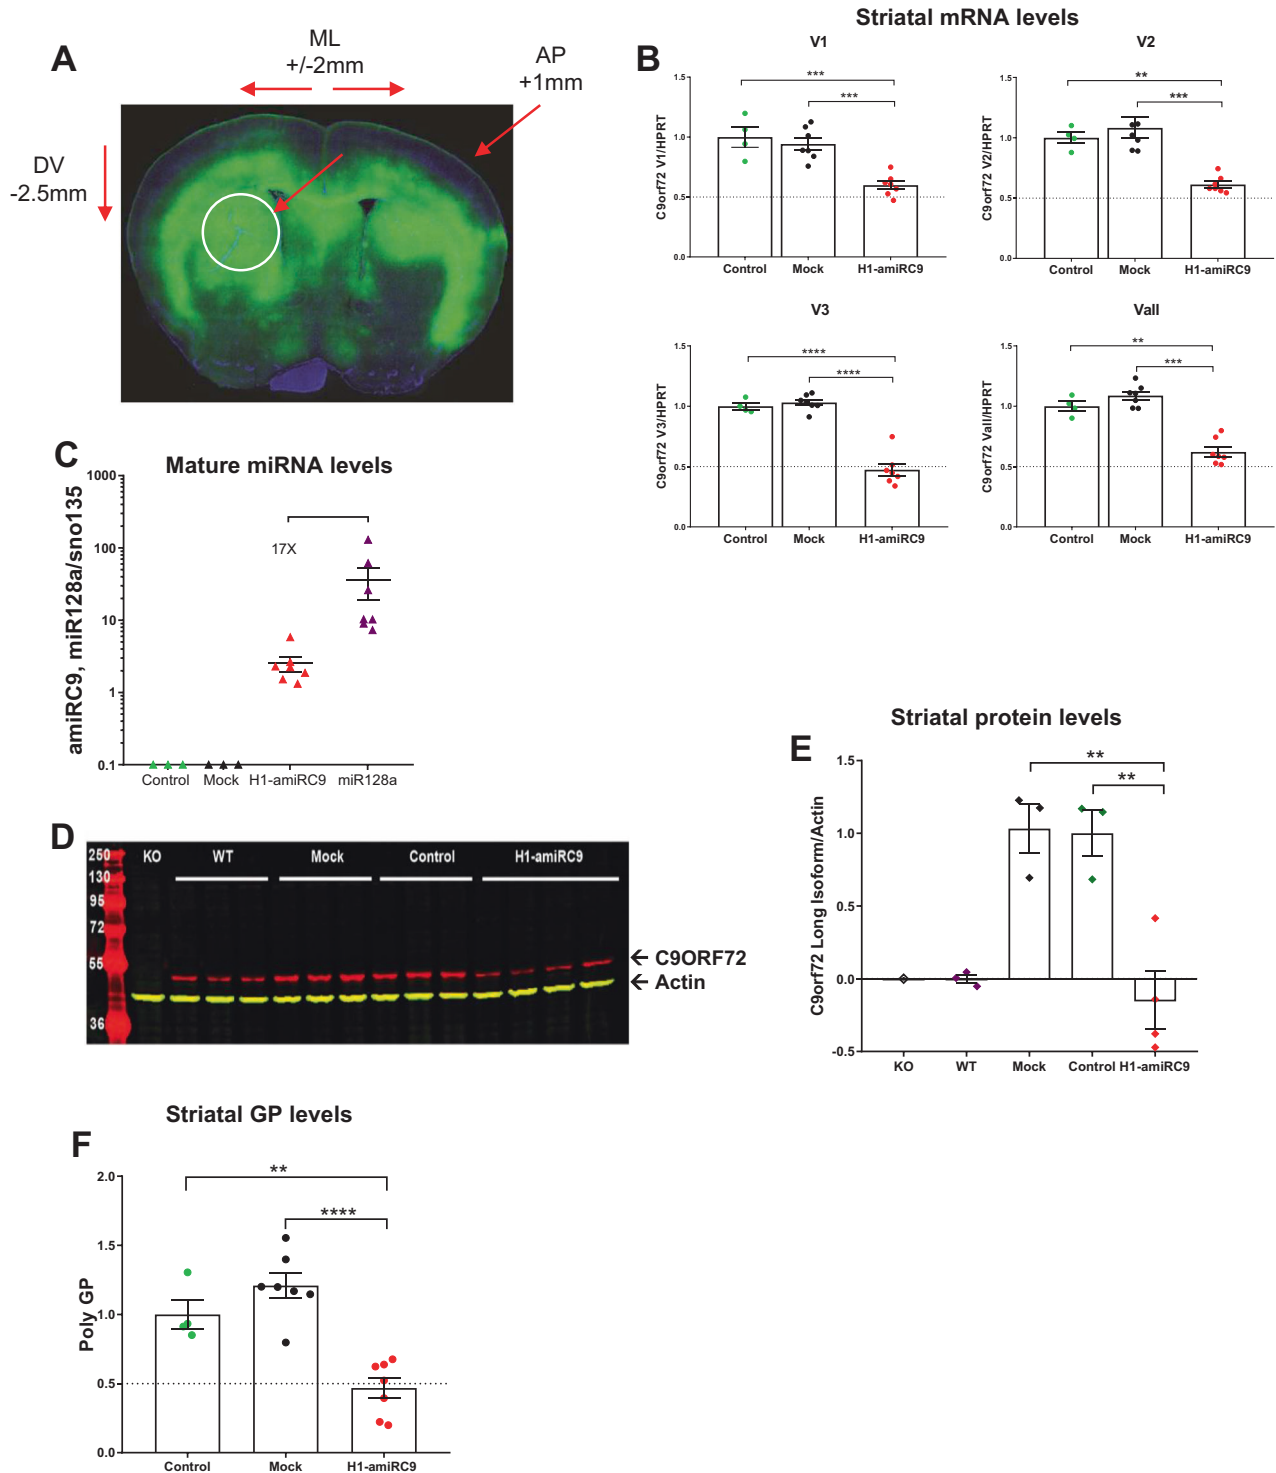 A
ML
+/-2mm
AP
+1mm
DV
-2.5mm
Striatal mRNA levels
B
V1
C9orf72 V1/HPRT
1.5
1.0
0.5
0.0
***
***
Control Mock H1-amiRC9
V2
C9orf72 V2/HPRT
1.5
1.0
0.5
0.0
**
***
Control Mock H1-amiRC9
V3
C9orf72 V3/HPRT
1.5
1.0
0.5
0.0
****
****
Control Mock H1-amiRC9
Vall
C9orf72 Vall/HPRT
1.5
1.0
0.5
0.0
**
***
Control Mock H1-amiRC9
C
Mature miRNA levels
amiRC9, miR128a/sno135
1000
100
10
1
0.1
17X
Control Mock H1-amiRC9 miR128a
D
250
130
95
72
55
36
KO WT Mock Control H1-amiRC9
← C9ORF72
← Actin
Striatal protein levels
E
C9orf72 Long Isoform/Actin
1.5
1.0
0.5
0.0
-0.5
**
**
KO WT Mock Control H1-amiRC9
Striatal GP levels
F
Poly GP
2.0
1.5
1.0
0.5
0.0
**
****
Control Mock H1-amiRC9